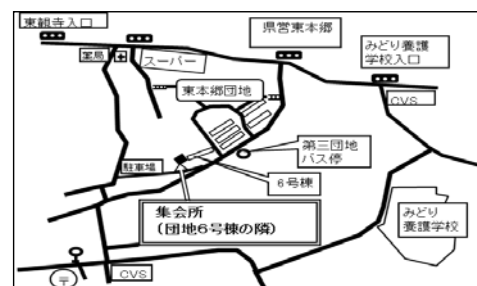 東観寺入口
県営東本郷
みどり養護
学校入口
薬局
スーパー
CVS
東本郷団地
第三団地
バス停
駐車場
6号棟
集会所
(団地6号棟の隣)
みどり
養護学校
CVS
〒